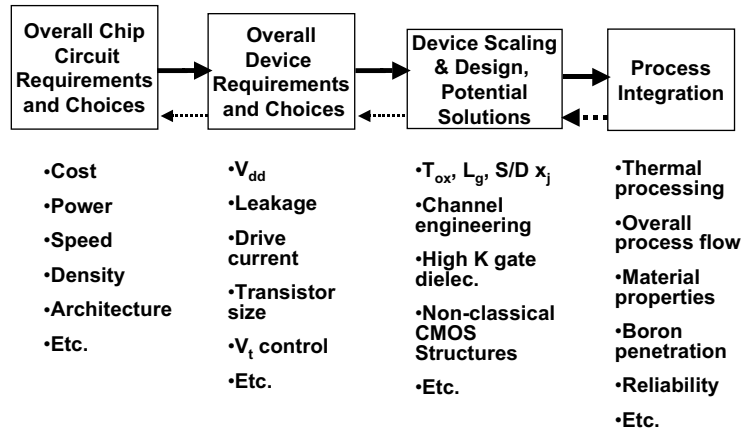 Overall Chip
Circuit
Requirements
and Choices
Overall
Device
Requirements
and Choices
Device Scaling
& Design,
Potential
Solutions
Process
Integration
•Cost
•Power
•Speed
•Density
•Architecture
•Etc.
•Vdd
•Leakage
•Drive
current
•Transistor
size
•Vt control
•Etc.
•Tox, Lg, S/D xj
•Channel
engineering
•High K gate
dielec.
•Non-classical
CMOS
Structures
•Etc.
•Thermal
processing
•Overall
process flow
•Material
properties
•Boron
penetration
•Reliability
•Etc.